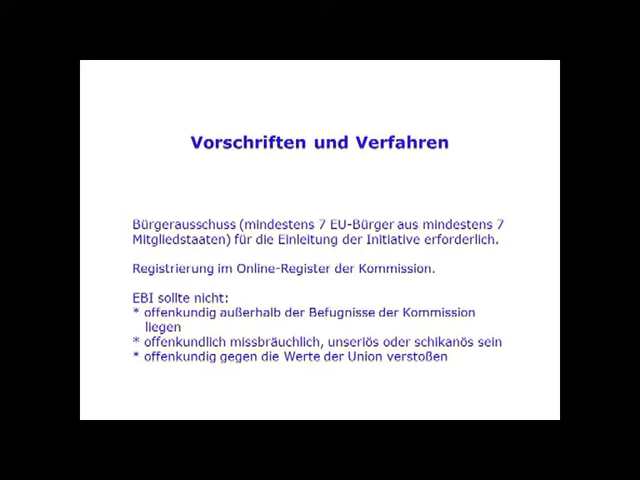 Vorschriften und Verfahren
Bürgerausschuss (mindestens 7 EU-Bürger aus mindestens 7
Mitgliedstaaten) für die Einleitung der Initiative erforderlich.
Registrierung im Online-Register der Kommission.
EBI sollte nicht:
* offenkundig außerhalb der Befugnisse der Kommission
liegen
* offenkundlich missbräuchlich, unseriös oder schikanös sein
* offenkundig gegen die Werte der Union verstoßen